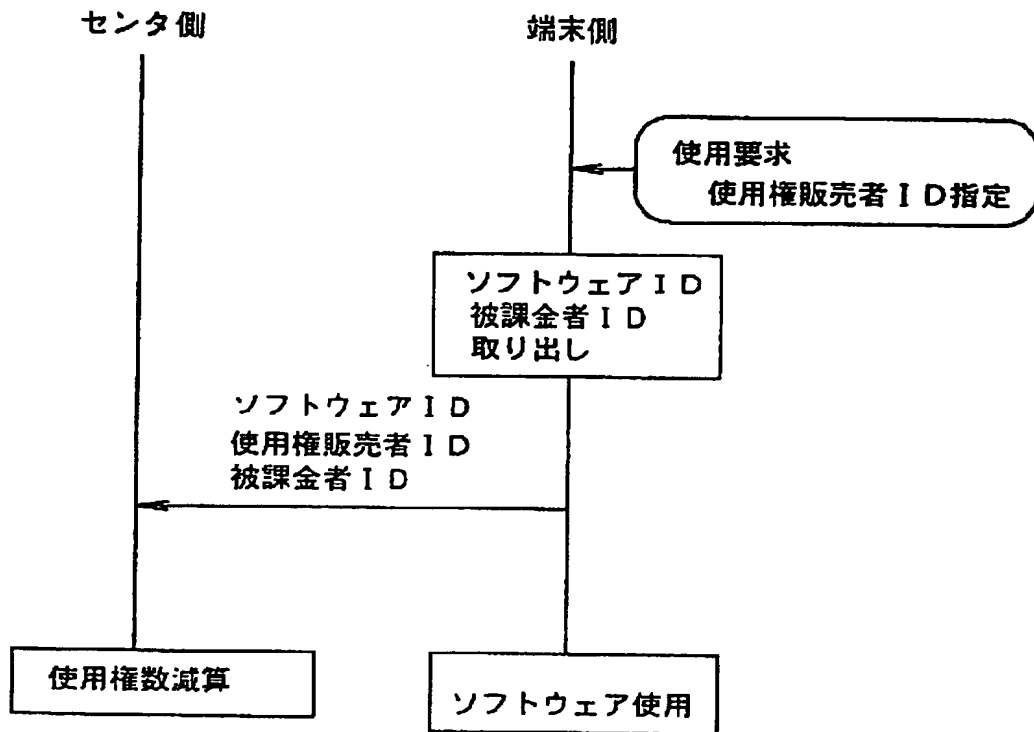 センタ側
端末側
使用要求
使用権販売者ＩＤ指定
ソフトウェアＩＤ
被課金者ＩＤ
取り出し
ソフトウェアＩＤ
使用権販売者ＩＤ
被課金者ＩＤ
使用権数減算
ソフトウェア使用